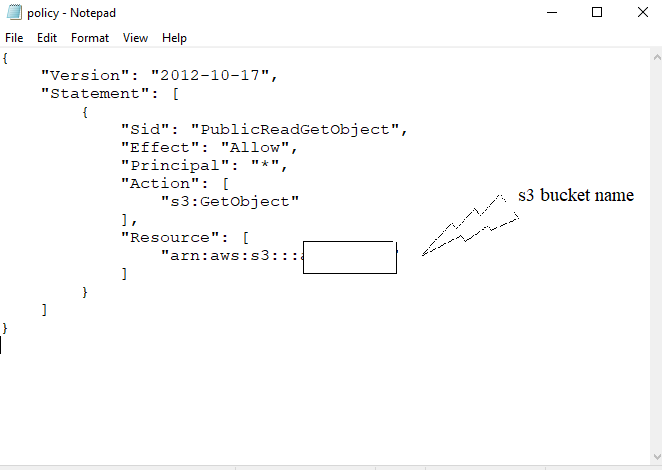 policy - Notepad
File Edit Format View Help
{
"Version": "2012-10-17",
"Statement": [
{
"Sid": "PublicReadGetObject",
"Effect": "Allow",
"Principal": "*",
"Action": [
"s3:GetObject"
],
"Resource": [
"arn:aws:s3:::
]
}
]
}
s3 bucket name